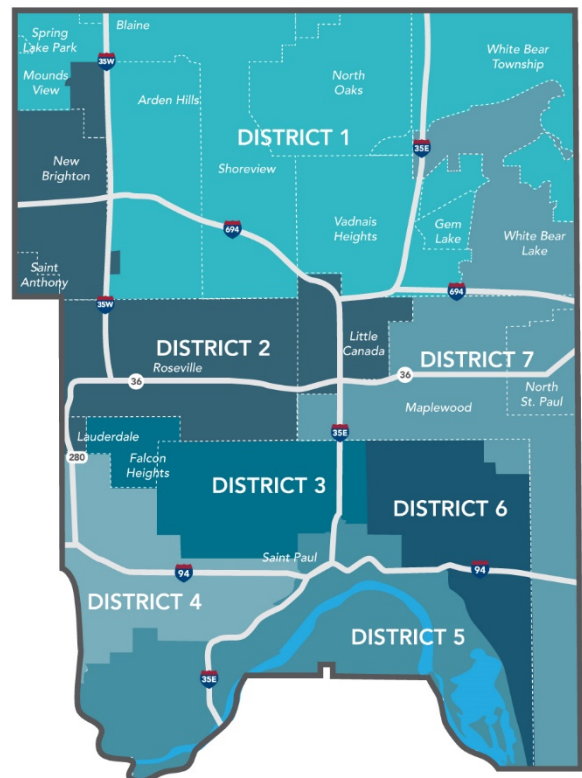 Spring
Lake Park
Blaine
35W
Mounds
View
Arden Hills
North
Oaks
White Bear
Township
DISTRICT 1
35E
New
Brighton
Shoreview
694
Vadnais
Heights
Gem
Lake
White Bear
Lake
Saint
Anthony
35W
694
DISTRICT 2
Roseville
Little
Canada
DISTRICT 7
36
36
Maplewood
North
St. Paul
Lauderdale
35E
280
Falcon
Heights
DISTRICT 3
DISTRICT 6
Saint Paul
94
94
DISTRICT 4
DISTRICT 5
35E